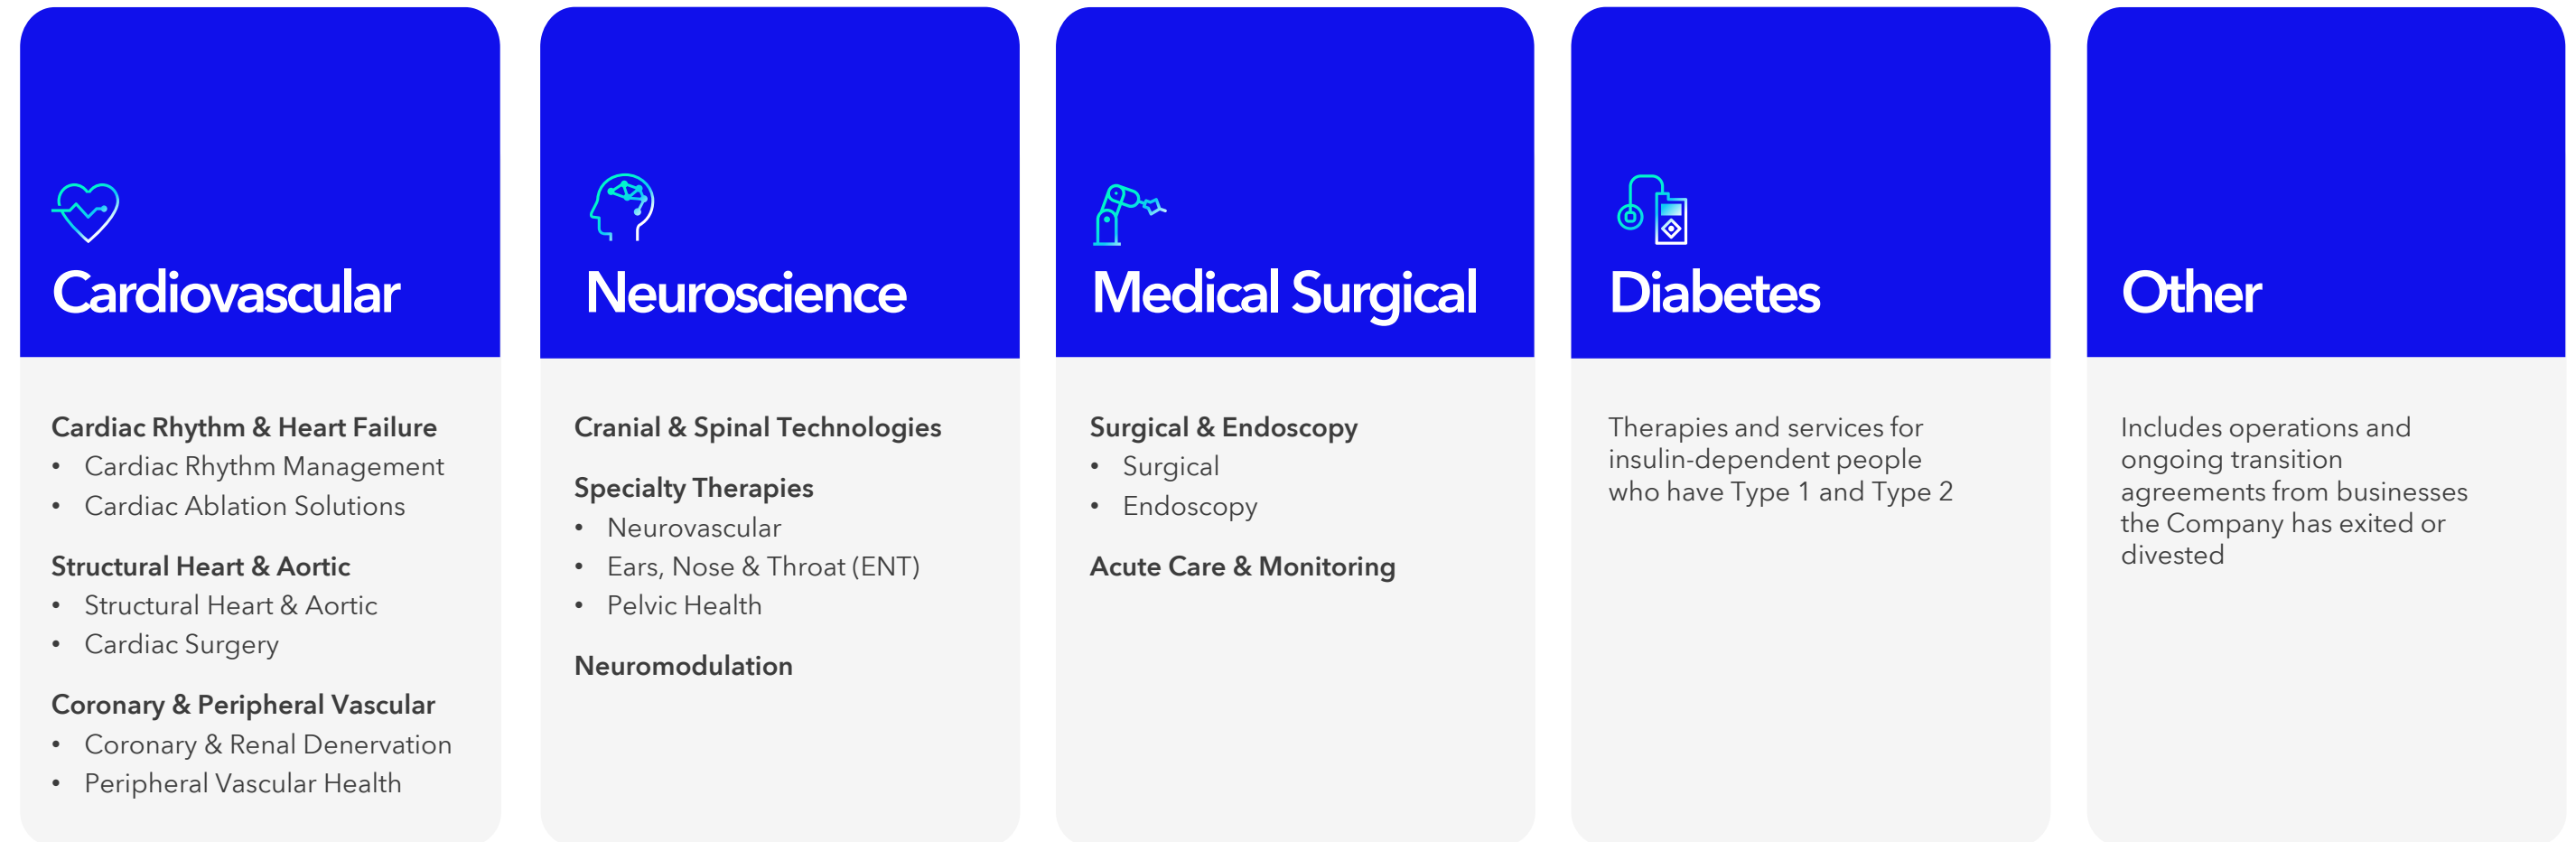 Cardiovascular
Cardiac Rhythm & Heart Failure
• Cardiac Rhythm Management
• Cardiac Ablation Solutions
Structural Heart & Aortic
• Structural Heart & Aortic
• Cardiac Surgery
Coronary & Peripheral Vascular
• Coronary & Renal Denervation
• Peripheral Vascular Health
Neuroscience
Cranial & Spinal Technologies
Specialty Therapies
• Neurovascular
• Ears, Nose & Throat (ENT)
• Pelvic Health
Neuromodulation
Medical Surgical
Surgical & Endoscopy
• Surgical
• Endoscopy
Acute Care & Monitoring
Diabetes
Therapies and services for
insulin-dependent people
who have Type 1 and Type 2
Other
Includes operations and
ongoing transition
agreements from businesses
the Company has exited or
divested